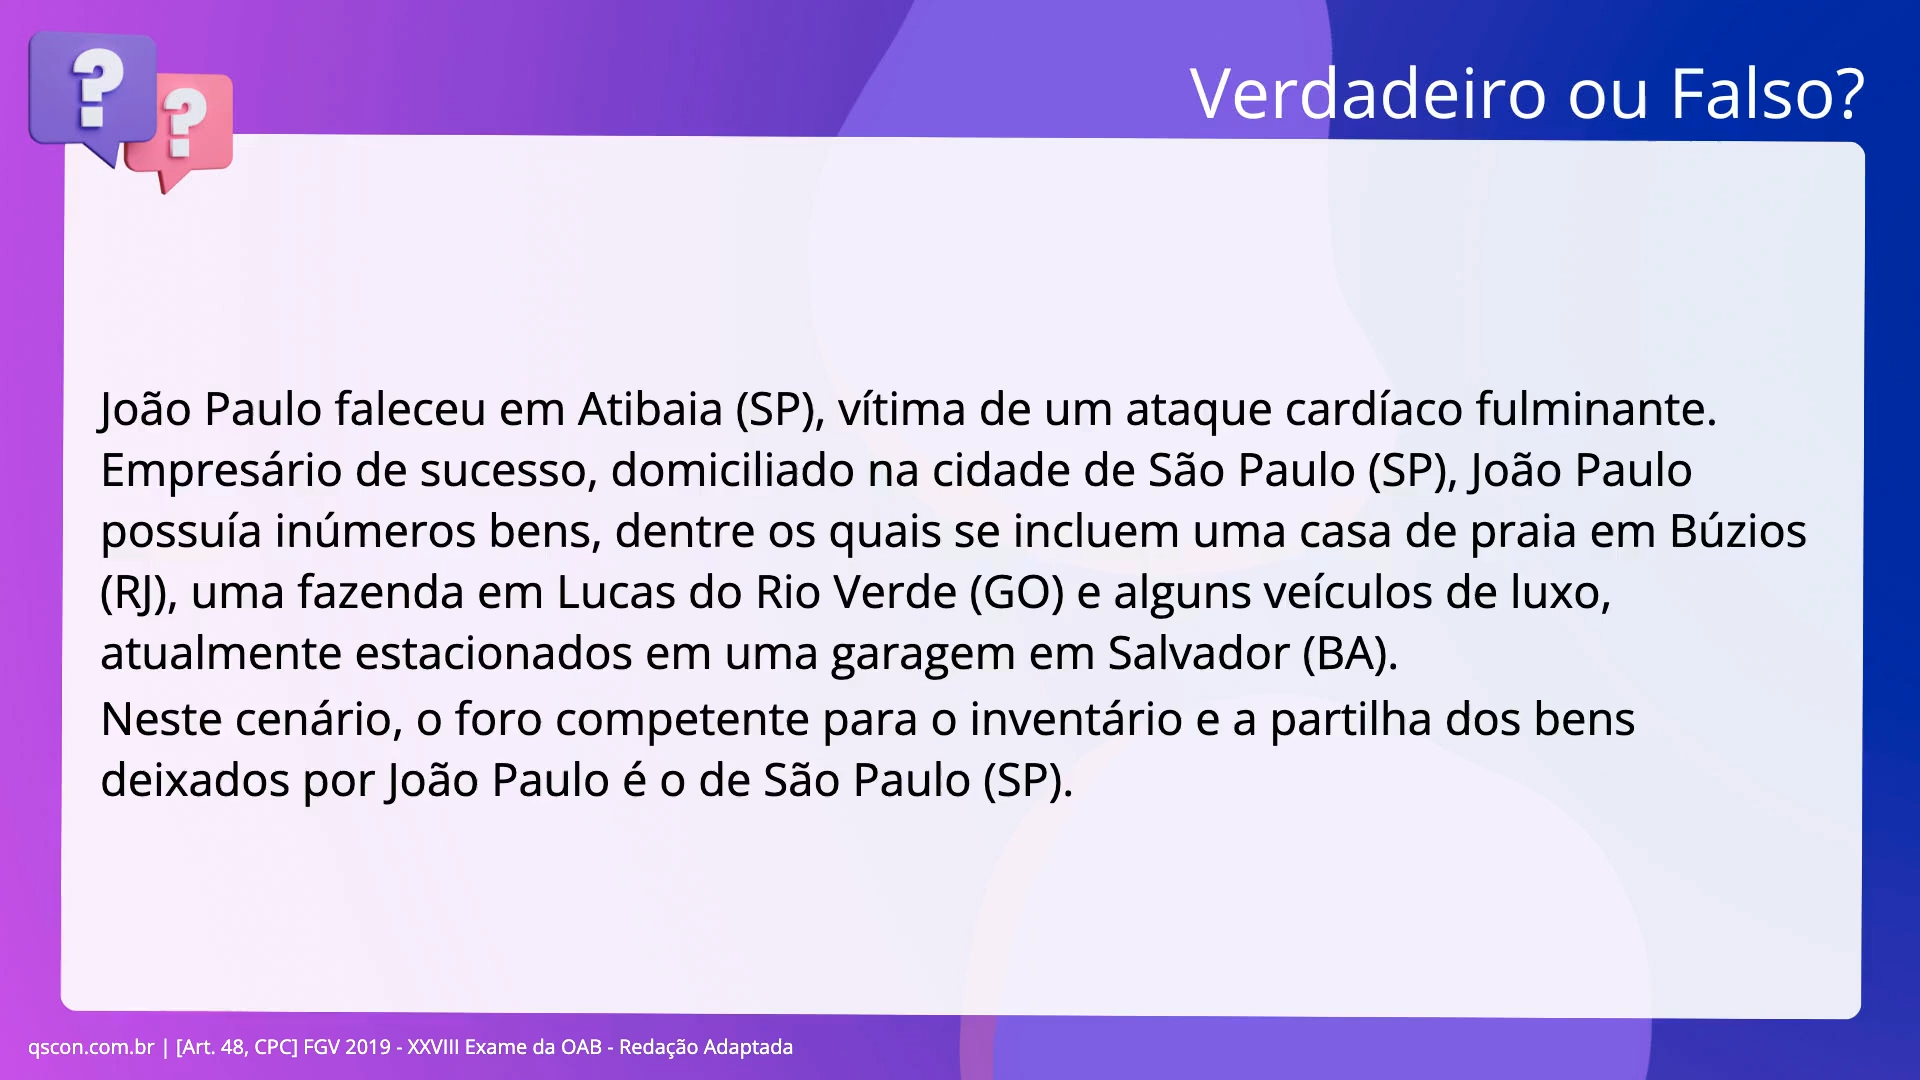 Verdadeiro ou Falso?
João Paulo faleceu em Atibaia (SP), vítima de um ataque cardíaco fulminante.
Empresário de sucesso, domiciliado na cidade de São Paulo (SP), João Paulo
possuía inúmeros bens, dentre os quais se incluem uma casa de praia em Búzios
(RJ), uma fazenda em Lucas do Rio Verde (GO) e alguns veículos de luxo,
atualmente estacionados em uma garagem em Salvador (BA).
Neste cenário, o foro competente para o inventário e a partilha dos bens
deixados por João Paulo é o de São Paulo (SP).
qscon.com.br | [Art. 48, CPC] FGV 2019 - XXVIII Exame da OAB - Redação Adaptada